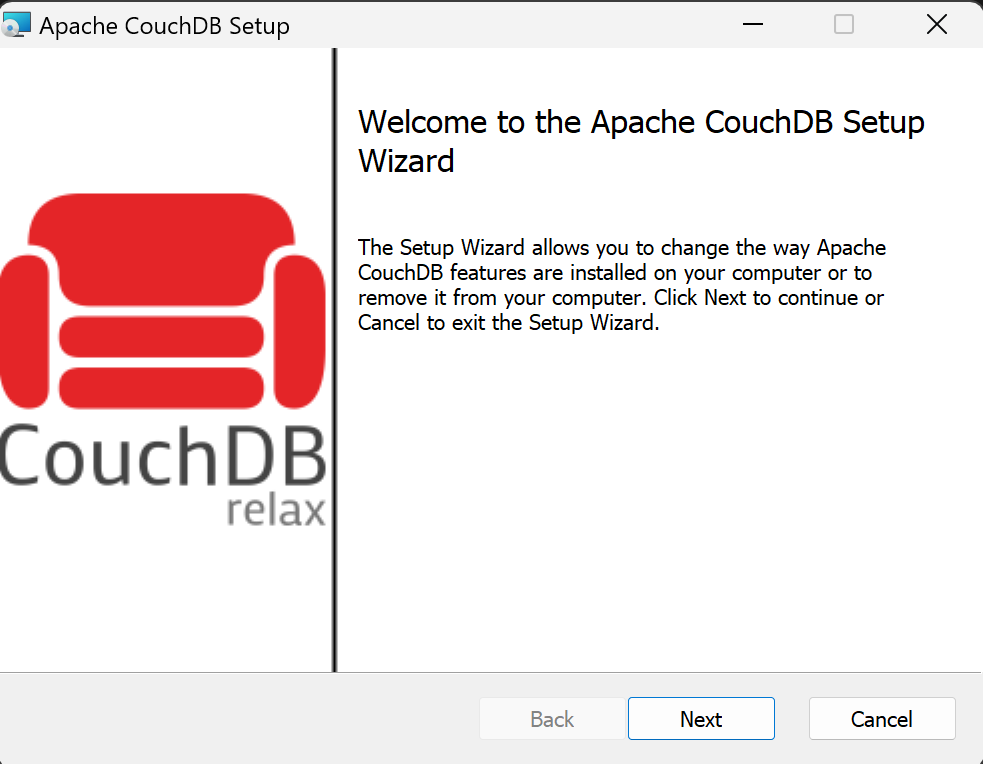 Apache CouchDB Setup
Welcome to the Apache CouchDB Setup
Wizard
The Setup Wizard allows you to change the way Apache
CouchDB features are installed on your computer or to
remove it from your computer. Click Next to continue or
Cancel to exit the Setup Wizard.
CouchDB
relax
Back
Next
Cancel